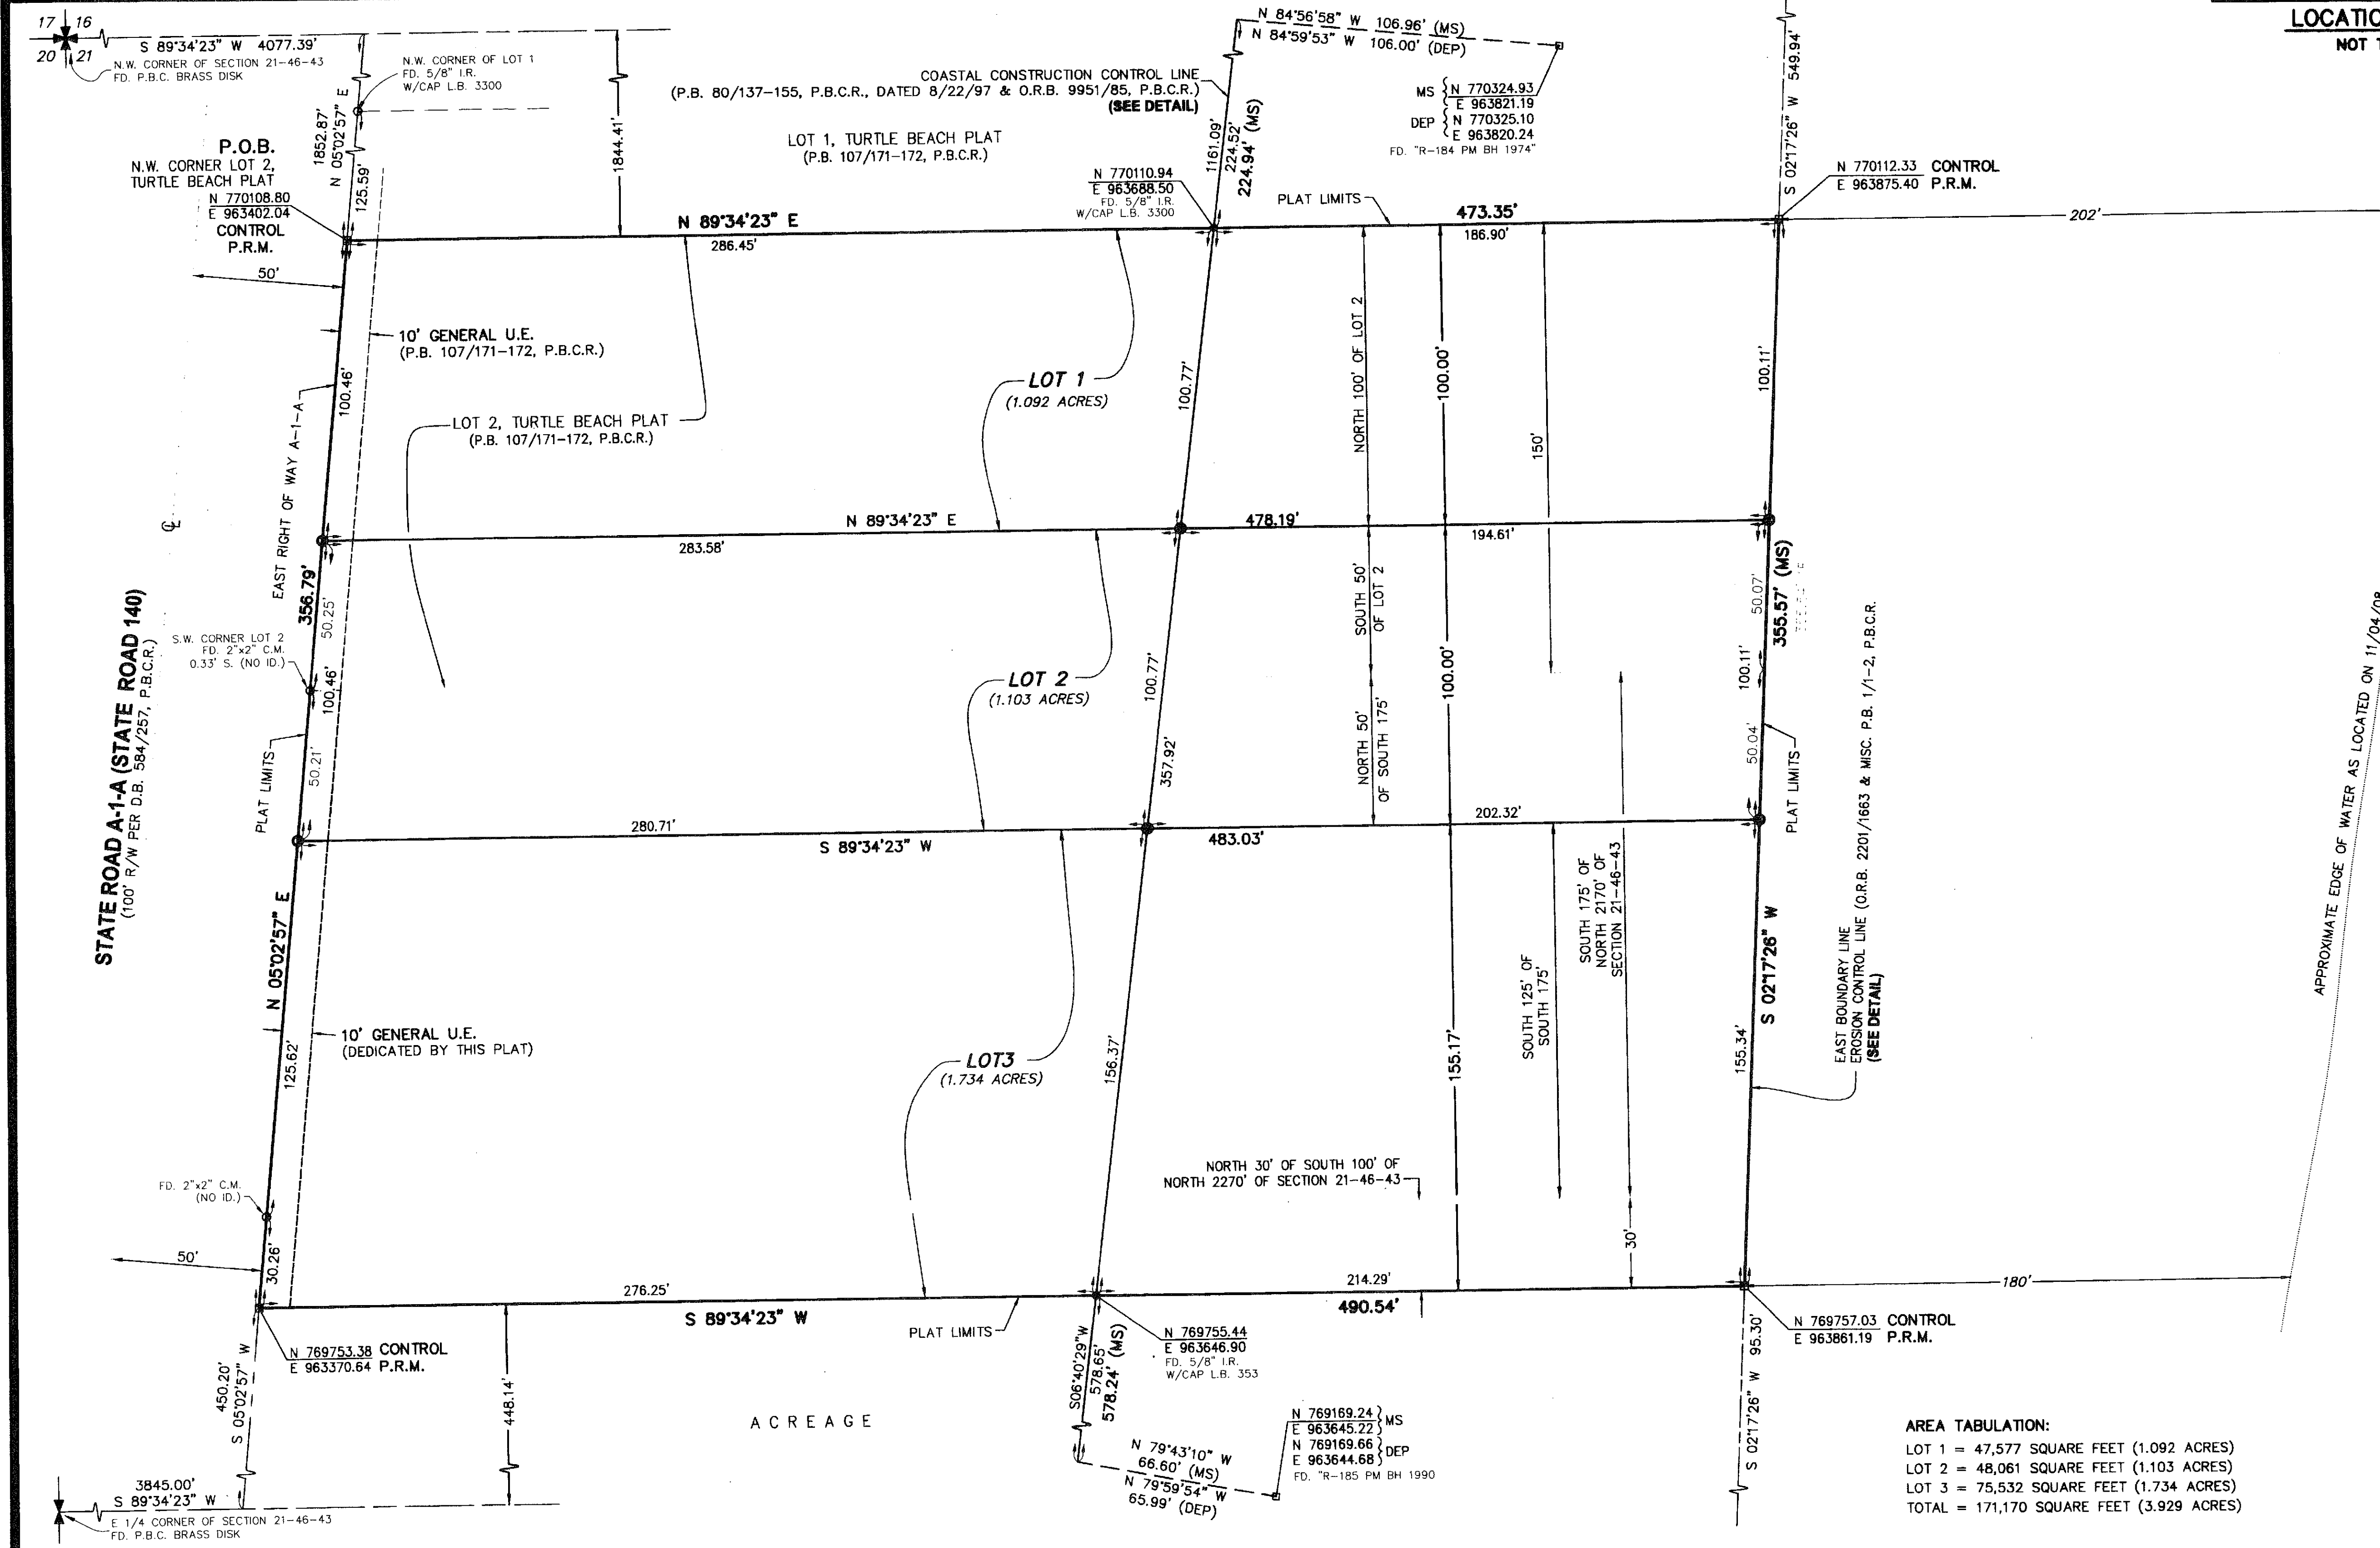 LOCATIO
NOT T
17 16
20 21
S 89°34'23" W 4077.39'
N.W. CORNER OF SECTION 21-46-43
FD. P.B.C. BRASS DISK
N.W. CORNER OF LOT 1
FD. 5/8" I.R.
W/CAP L.B. 3300
1852.87'
N 05°02'57" E
125.59'
1844.41'
COASTAL CONSTRUCTION CONTROL LINE
(P.B. 80/137-155, P.B.C.R., DATED 8/22/97 & O.R.B. 9951/85, P.B.C.R.)
(SEE DETAIL)
LOT 1, TURTLE BEACH PLAT
(P.B. 107/171-172, P.B.C.R.)
N 84°56'58" W 106.96' (MS)
N 84°59'53" W 106.00' (DEP)
1161.09'
224.52'
224.94' (MS)
MS
N 770324.93
E 963821.19
DEP
N 770325.10
E 963820.24
FD. "R-184 PM BH 1974"
S 02°17'26" W 549.94'
N 770112.33 CONTROL
E 963875.40 P.R.M.
P.O.B.
N.W. CORNER LOT 2,
TURTLE BEACH PLAT
N 770108.80
E 963402.04
CONTROL
P.R.M.
N 770110.94
E 963688.50
FD. 5/8" I.R.
W/CAP L.B. 3300
PLAT LIMITS
N 89°34'23" E
286.45'
473.35'
186.90'
202'
50'
10' GENERAL U.E.
(P.B. 107/171-172, P.B.C.R.)
100.46'
EAST RIGHT OF WAY A-1-A
LOT 2, TURTLE BEACH PLAT
(P.B. 107/171-172, P.B.C.R.)
LOT 1
(1.092 ACRES)
100.77'
NORTH 100' OF LOT 2
100.00'
150'
100.11'
N 89°34'23" E
283.58'
478.19'
194.61'
℄
STATE ROAD A-1-A (STATE ROAD 140)
(100' R/W PER D.B. 584/257, P.B.C.R.)
356.79'
50.25'
S.W. CORNER LOT 2
FD. 2"x2" C.M.
0.33' S. (NO ID.)
100.46'
50.21'
PLAT LIMITS
LOT 2
(1.103 ACRES)
100.77'
357.92'
SOUTH 50'
OF LOT 2
NORTH 50'
OF SOUTH 175'
100.00'
50.07'
355.57' (MS)
100.11'
50.04'
PLAT LIMITS
280.71'
S 89°34'23" W
483.03'
202.32'
N 05°02'57" E
10' GENERAL U.E.
(DEDICATED BY THIS PLAT)
125.62'
LOT3
(1.734 ACRES)
156.37'
155.17'
SOUTH 125' OF
SOUTH 175'
SOUTH 175' OF
NORTH 2170' OF
SECTION 21-46-43
S 02°17'26" W
155.34'
EAST BOUNDARY LINE
EROSION CONTROL LINE (O.R.B. 2201/1663 & MISC. P.B. 1/1-2, P.B.C.R.
(SEE DETAIL)
APPROXIMATE EDGE OF WATER AS LOCATED ON 11/04/08
NORTH 30' OF SOUTH 100' OF
NORTH 2270' OF SECTION 21-46-43
30'
FD. 2"x2" C.M.
(NO ID.)
50'
30.26'
276.25'
S 89°34'23" W
214.29'
490.54'
180'
PLAT LIMITS
N 769753.38 CONTROL
E 963370.64 P.R.M.
N 769755.44
E 963646.90
FD. 5/8" I.R.
W/CAP L.B. 353
N 769757.03 CONTROL
E 963861.19 P.R.M.
450.20'
S 05°02'57" W
448.14'
ACREAGE
S06°40'29"W
578.65'
578.24' (MS)
N 79°43'10" W
66.60' (MS)
N 79°59'54" W
65.99' (DEP)
N 769169.24
E 963645.22
MS
N 769169.66
E 963644.68
DEP
FD. "R-185 PM BH 1990
S 02°17'26" W 95.30'
3845.00'
S 89°34'23" W
E 1/4 CORNER OF SECTION 21-46-43
FD. P.B.C. BRASS DISK
AREA TABULATION:
LOT 1 = 47,577 SQUARE FEET (1.092 ACRES)
LOT 2 = 48,061 SQUARE FEET (1.103 ACRES)
LOT 3 = 75,532 SQUARE FEET (1.734 ACRES)
TOTAL = 171,170 SQUARE FEET (3.929 ACRES)